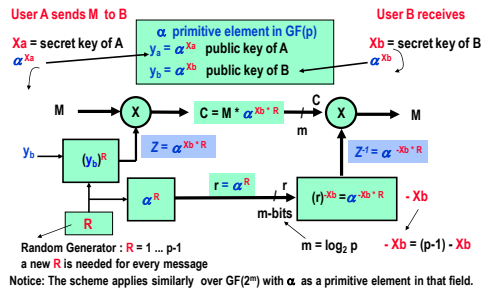 User A sends M to B
User B receives
α primitive element in GF(p)
yₐ = α^Xa public key of A
y_b = α^Xb public key of B
Xa = secret key of A
α^Xa
Xb = secret key of B
α^Xb
M
X
C = M * α^Xb * R
C
m
X
M
y_b
(y_b)^R
Z = α^Xb * R
Z^-1 = α^-Xb * R
α^R
r = α^R
r
m-bits
(r)^-Xb = α^-Xb * R
- Xb
R
m = log₂ p
- Xb = (p-1) - Xb
Random Generator : R = 1 ... p-1
a new R is needed for every message
Notice: The scheme applies similarly over GF(2^m) with α as a primitive element in that field.